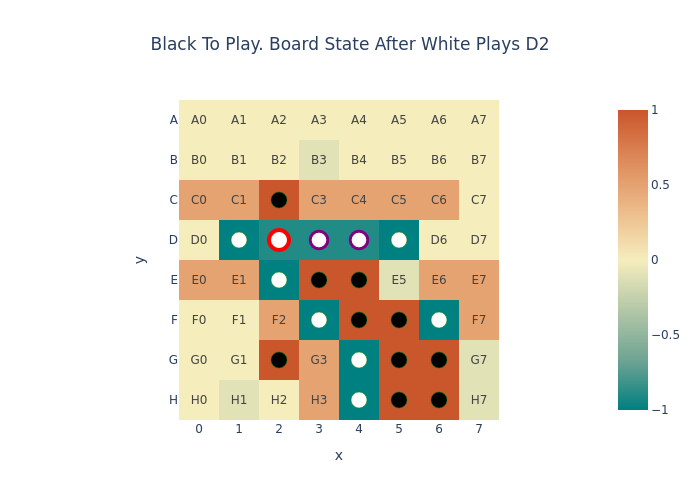 Black To Play. Board State After White Plays D2
A A0 A1 A2 A3 A4 A5 A6 A7
B B0 B1 B2 B3 B4 B5 B6 B7
C C0 C1 C3 C4 C5 C6 C7
D D0 D6 D7
E E0 E1 E5 E6 E7
F F0 F1 F2 F7
G G0 G1 G3 G7
H H0 H1 H2 H3 H7
0 1 2 3 4 5 6 7
x
y
1
0.5
0
−0.5
−1